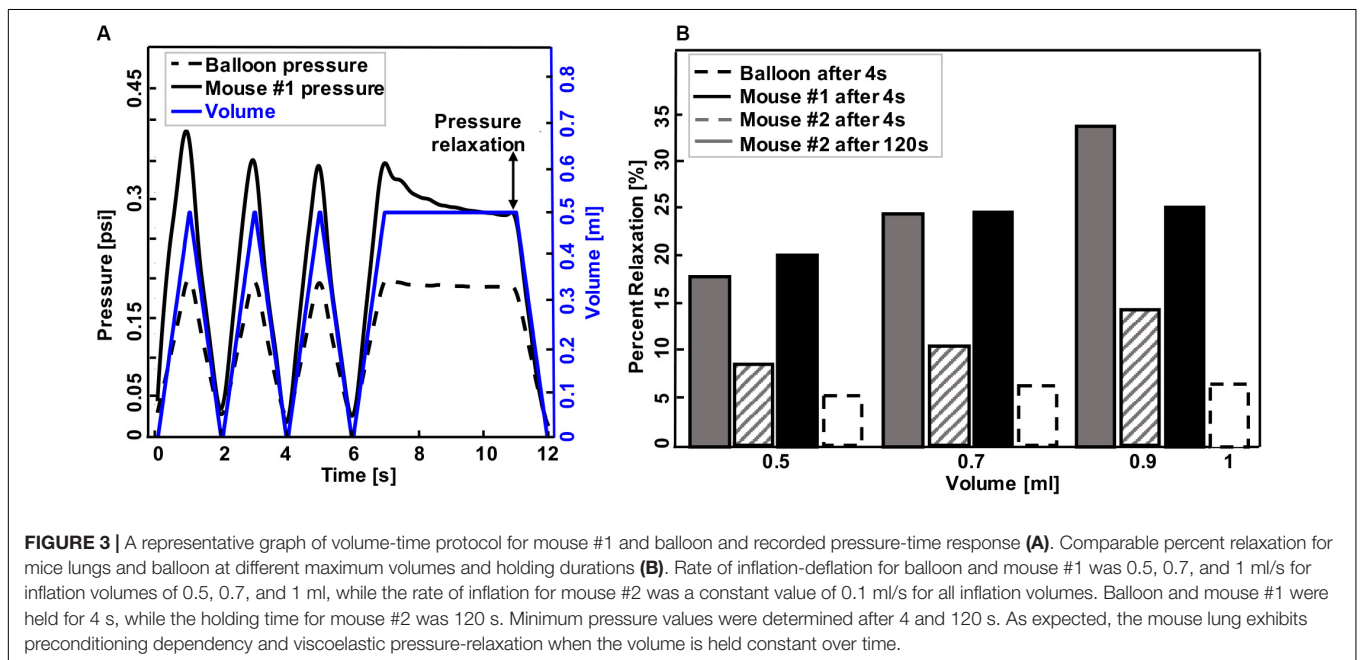 A
Balloon pressure
Mouse #1 pressure
Volume
Pressure
relaxation
Pressure [psi]
0.45
0.3
0.15
0.05
0
Volume [ml]
0.8
0.7
0.6
0.5
0.4
0.3
0.2
0.1
0
0 2 4 6 8 10 12
Time [s]
B
Balloon after 4s
Mouse #1 after 4s
Mouse #2 after 4s
Mouse #2 after 120s
Percent Relaxation [%]
35
30
25
20
15
10
5
0
0.5 0.7 0.9 1
Volume [ml]
FIGURE 3 | A representative graph of volume-time protocol for mouse #1 and balloon and recorded pressure-time response (A). Comparable percent relaxation for
mice lungs and balloon at different maximum volumes and holding durations (B). Rate of inflation-deflation for balloon and mouse #1 was 0.5, 0.7, and 1 ml/s for
inflation volumes of 0.5, 0.7, and 1 ml, while the rate of inflation for mouse #2 was a constant value of 0.1 ml/s for all inflation volumes. Balloon and mouse #1 were
held for 4 s, while the holding time for mouse #2 was 120 s. Minimum pressure values were determined after 4 and 120 s. As expected, the mouse lung exhibits
preconditioning dependency and viscoelastic pressure-relaxation when the volume is held constant over time.